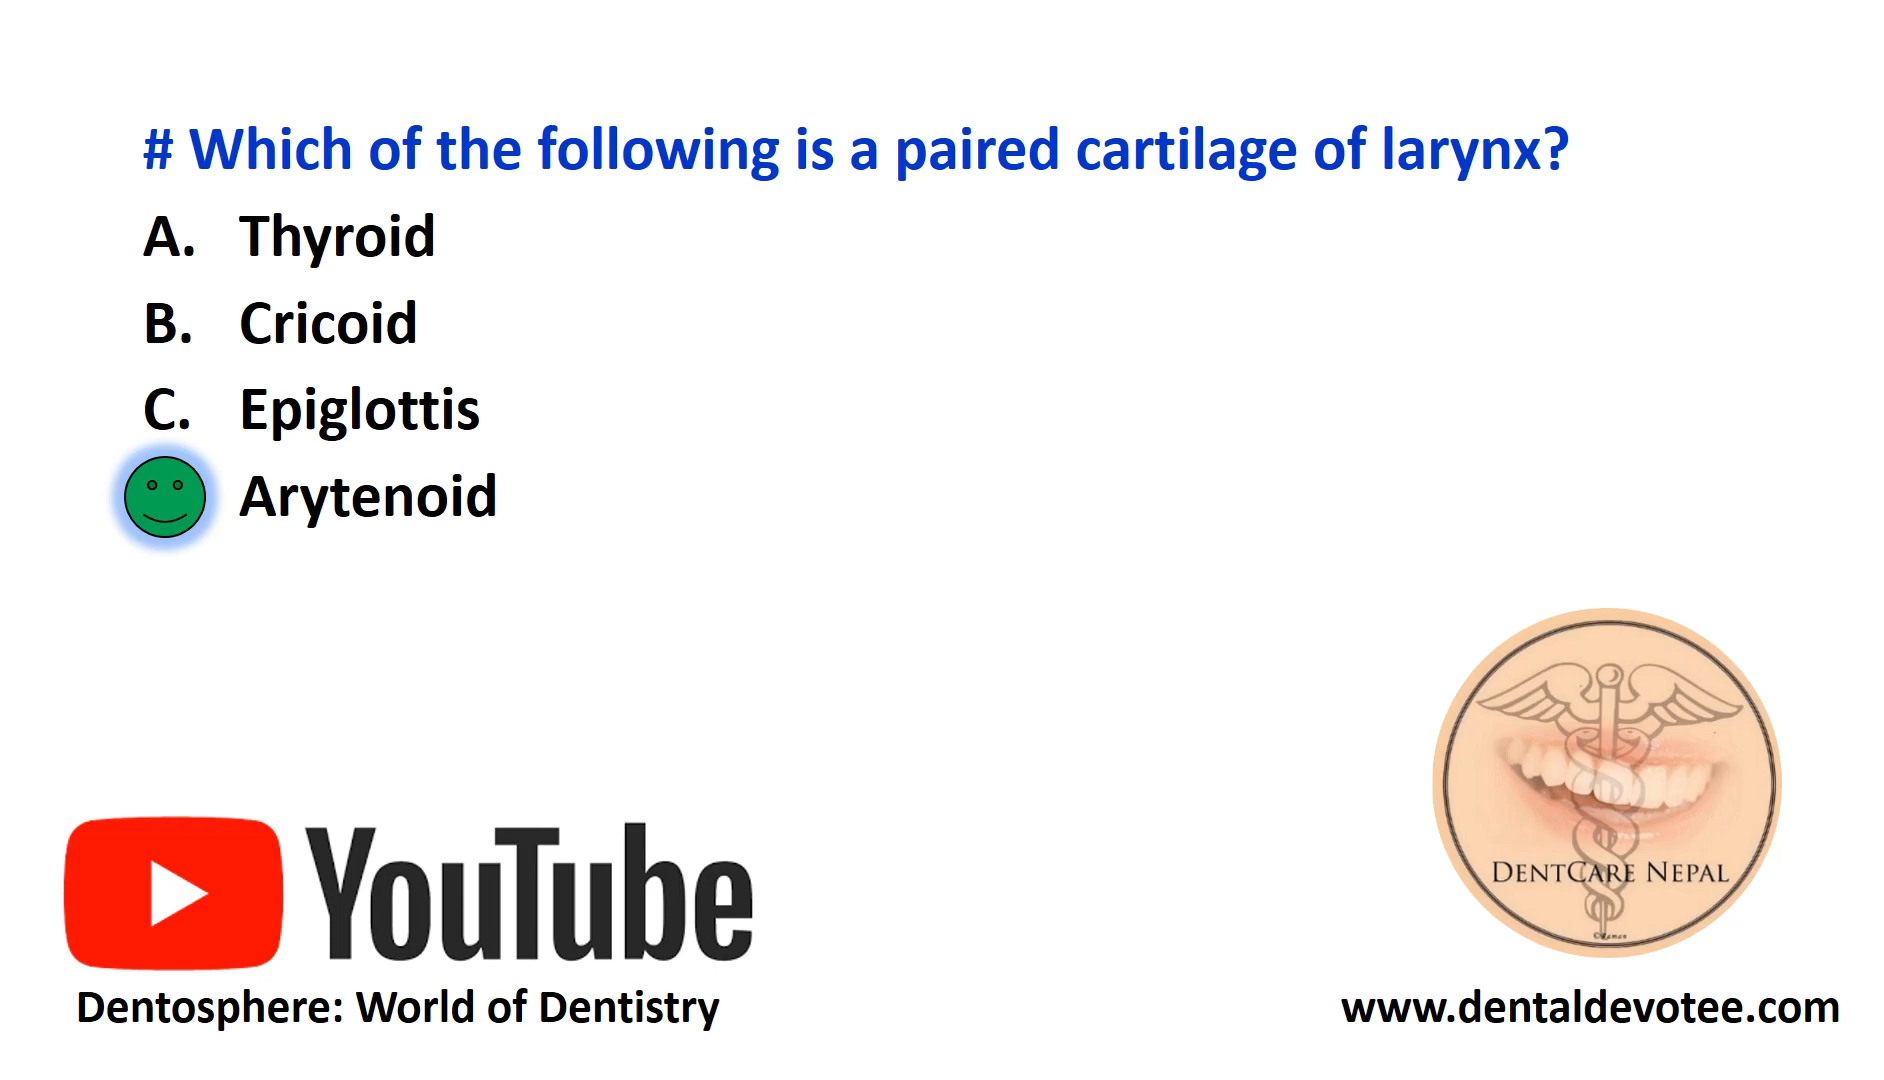 # Which of the following is a paired cartilage of larynx?
A. Thyroid
B. Cricoid
C. Epiglottis
Arytenoid
DENTCARE NEPAL
YouTube
Dentosphere: World of Dentistry
www.dentaldevotee.com